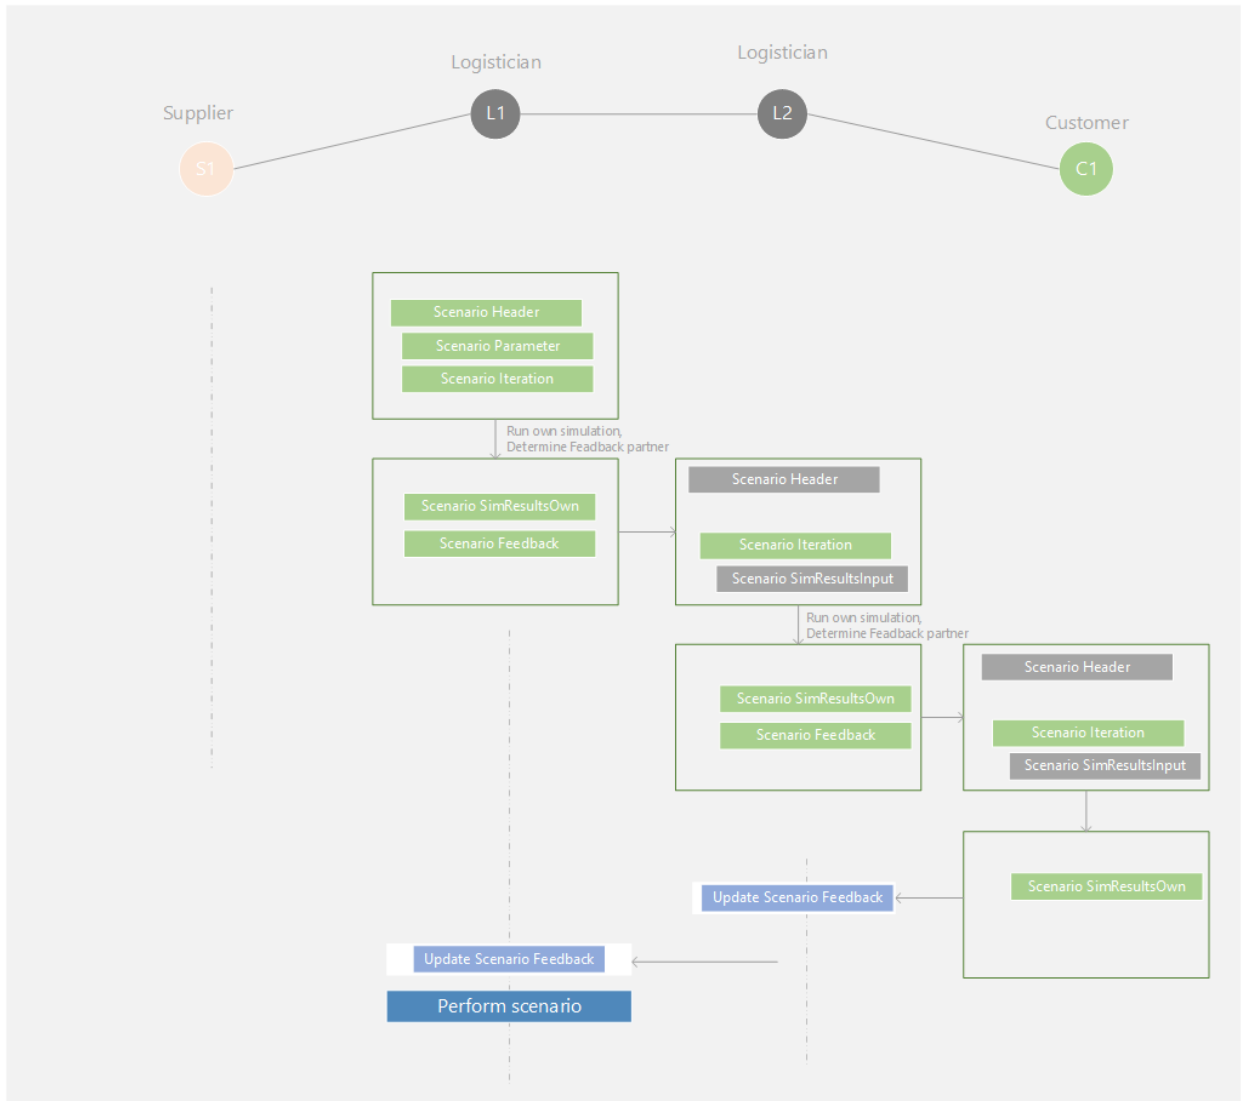 Logistician
Logistician
Supplier
Customer
L1
L2
S1
C1
Scenario Header
Scenario Parameter
Scenario Iteration
Run own simulation,
Determine Feadback partner
Scenario SimResultsOwn
Scenario Feedback
Scenario Header
Scenario Iteration
Scenario SimResultsInput
Run own simulation,
Determine Feadback partner
Scenario SimResultsOwn
Scenario Feedback
Scenario Header
Scenario Iteration
Scenario SimResultsInput
Scenario SimResultsOwn
Update Scenario Feedback
Update Scenario Feedback
Perform scenario